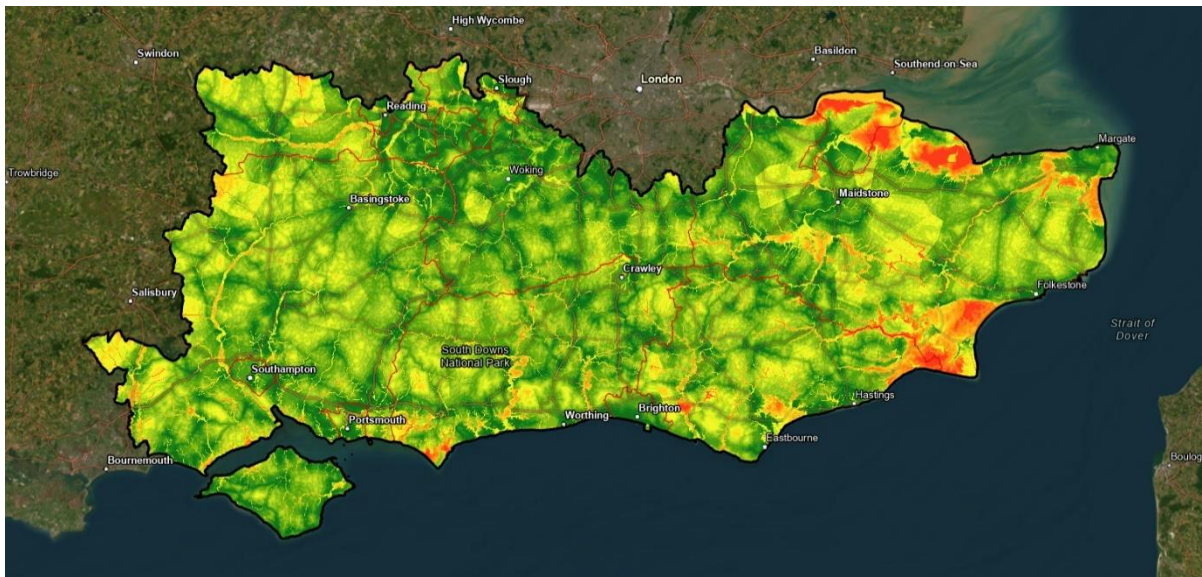 High Wycombe
Swindon
Basildon
Southend-on-Sea
Slough
London
Reading
Margate
Trowbridge
Woking
Maidstone
Basingstoke
Crawley
Salisbury
Folkestone
Strait of
Dover
South Downs
National Park
Southampton
Hastings
Portsmouth
Worthing
Brighton
Eastbourne
Bournemouth
Boulog